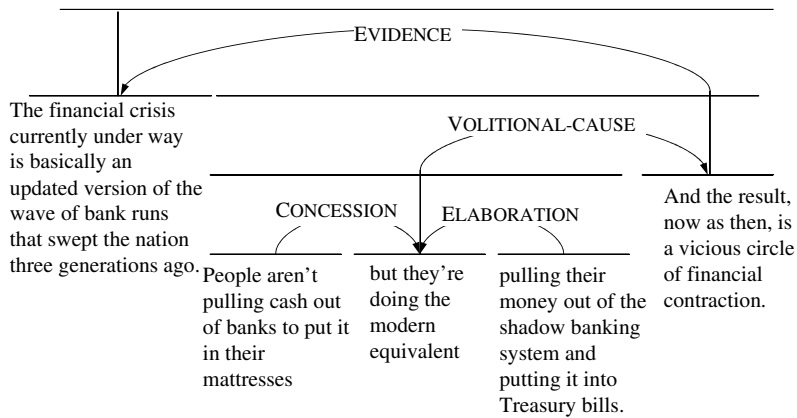 EVIDENCE
The financial crisis
currently under way
is basically an
updated version of the
wave of bank runs
that swept the nation
three generations ago.
VOLITIONAL-CAUSE
CONCESSION
ELABORATION
People aren't
pulling cash out
of banks to put it
in their
mattresses
but they're
doing the
modern
equivalent
pulling their
money out of the
shadow banking
system and
putting it into
Treasury bills.
And the result,
now as then, is
a vicious circle
of financial
contraction.